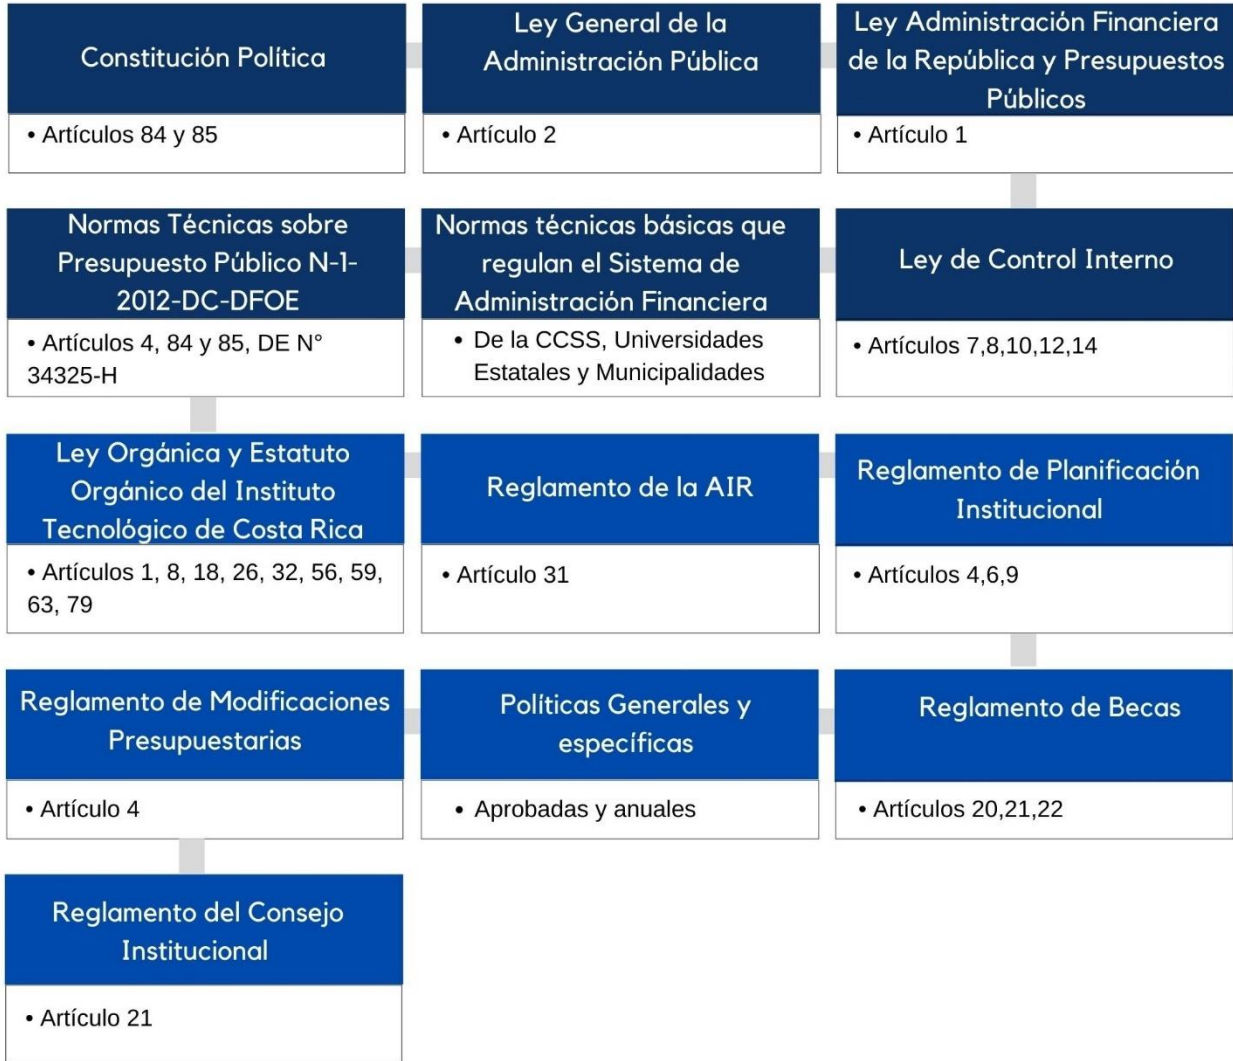 Constitución Política
• Artículos 84 y 85
Ley General de la
Administración Pública
• Artículo 2
Ley Administración Financiera
de la República y Presupuestos
Públicos
• Artículo 1
Normas Técnicas sobre
Presupuesto Público N-1-
2012-DC-DFOE
• Artículos 4, 84 y 85, DE N°
34325-H
Normas técnicas básicas que
regulan el Sistema de
Administración Financiera
• De la CCSS, Universidades
Estatales y Municipalidades
Ley de Control Interno
• Artículos 7,8,10,12,14
Ley Orgánica y Estatuto
Orgánico del Instituto
Tecnológico de Costa Rica
• Artículos 1, 8, 18, 26, 32, 56, 59,
63, 79
Reglamento de la AIR
• Artículo 31
Reglamento de Planificación
Institucional
• Artículos 4,6,9
Reglamento de Modificaciones
Presupuestarias
• Artículo 4
Políticas Generales y
específicas
• Aprobadas y anuales
Reglamento de Becas
• Artículos 20,21,22
Reglamento del Consejo
Institucional
• Artículo 21